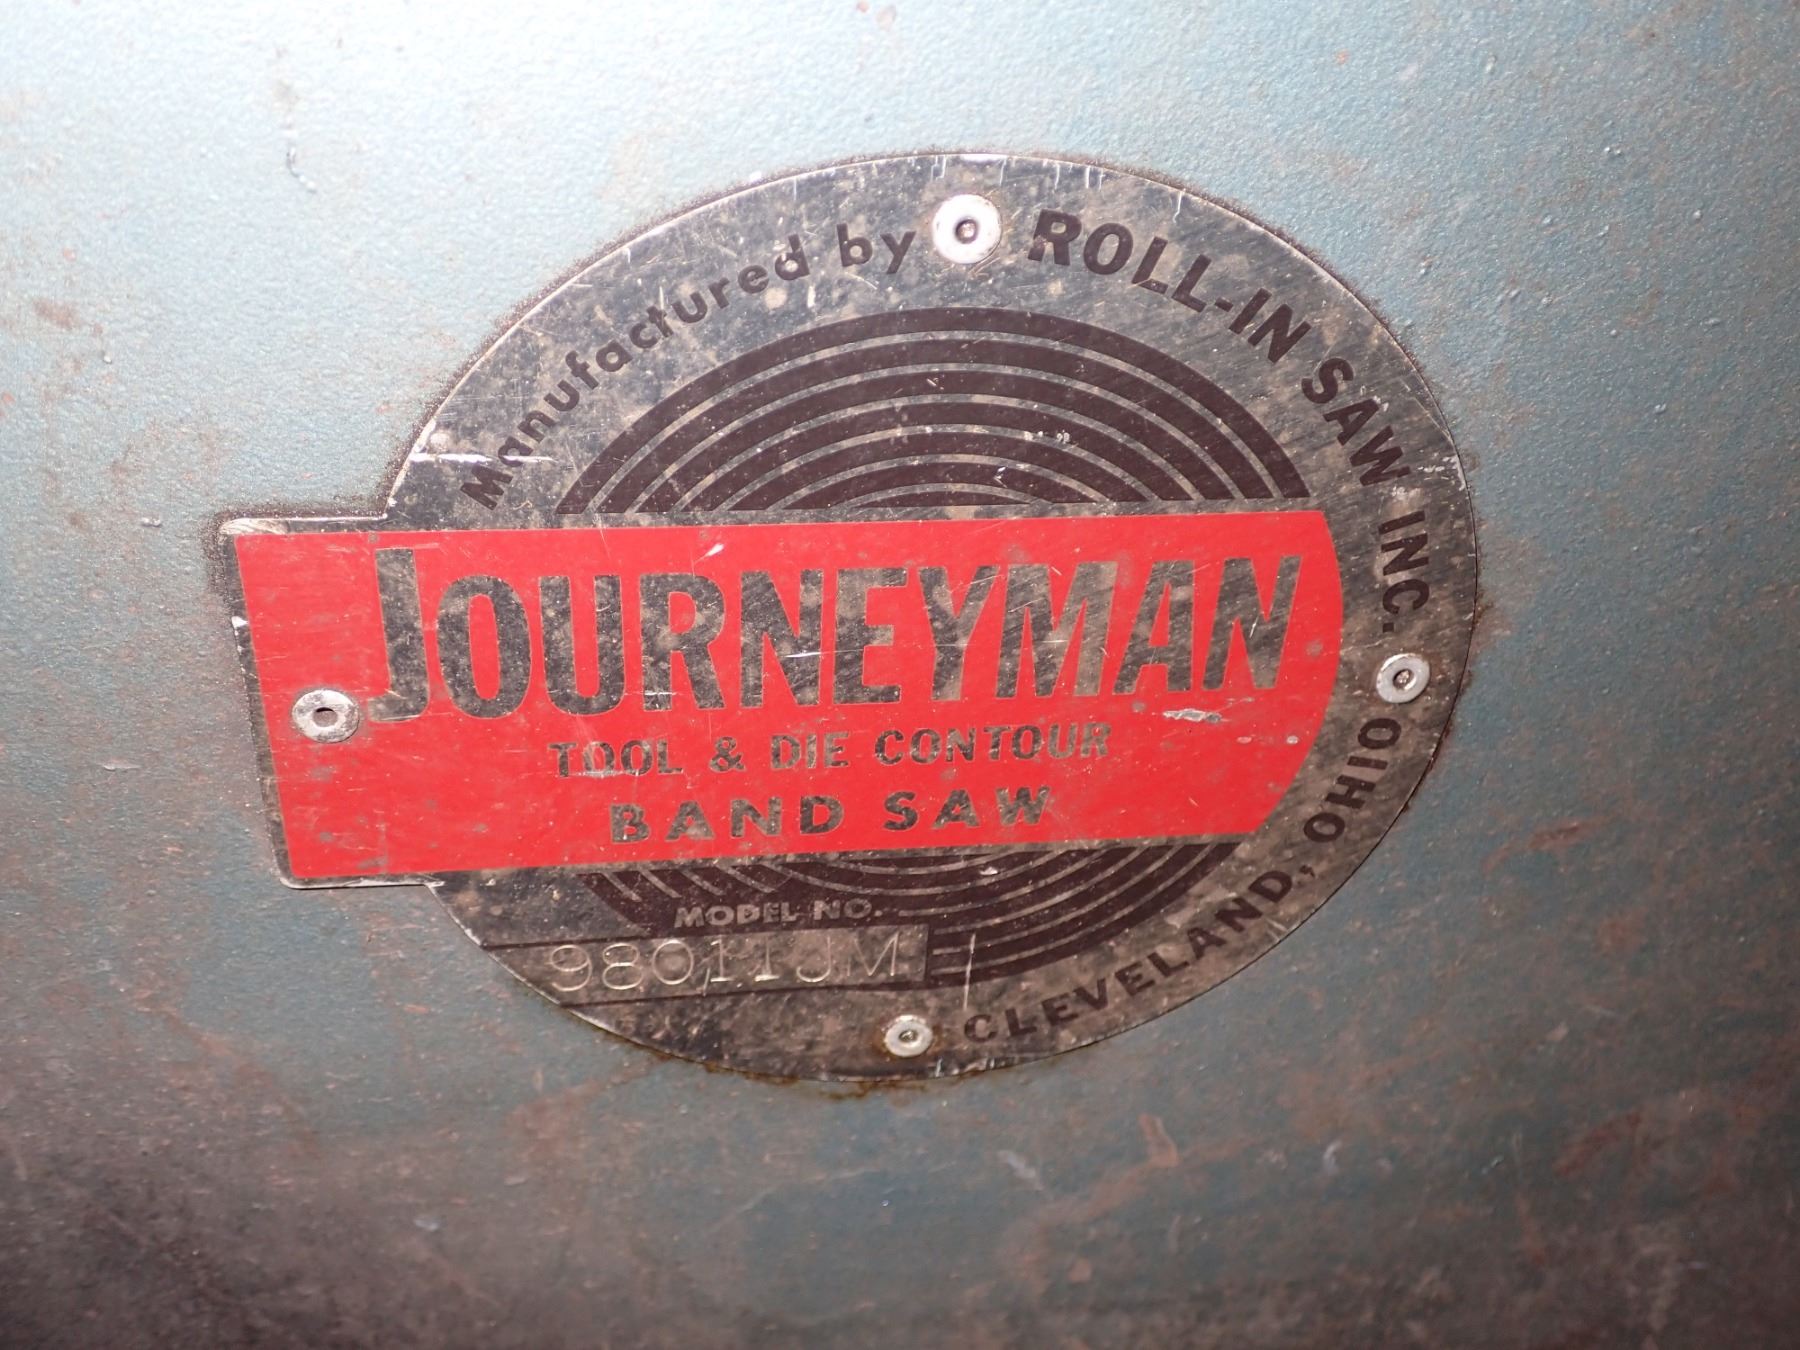 Manufactured by ROLL-IN SAW INC. CLEVELAND, OHIO
JOURNEYMAN
TOOL & DIE CONTOUR
BAND SAW
MODEL NO.
98011JM